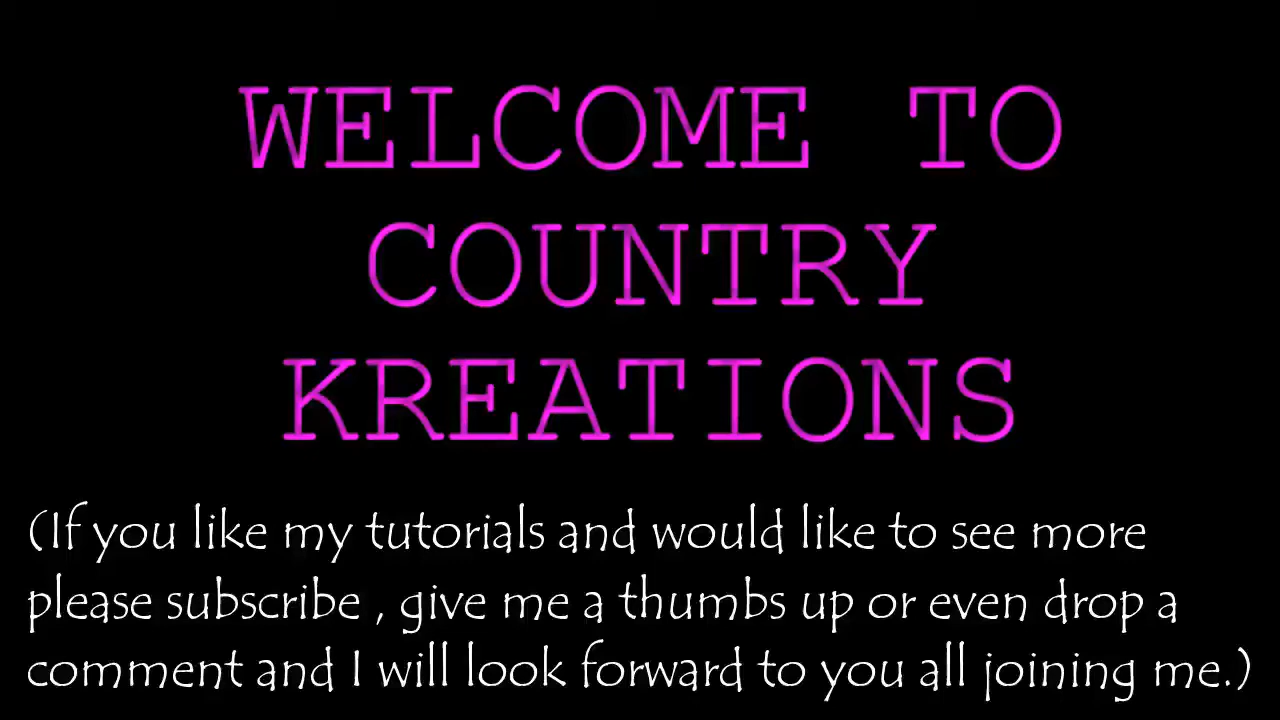 WELCOME TO
COUNTRY
KREATIONS
(If you like my tutorials and would like to see more
please subscribe , give me a thumbs up or even drop a
comment and I will look forward to you all joining me.)